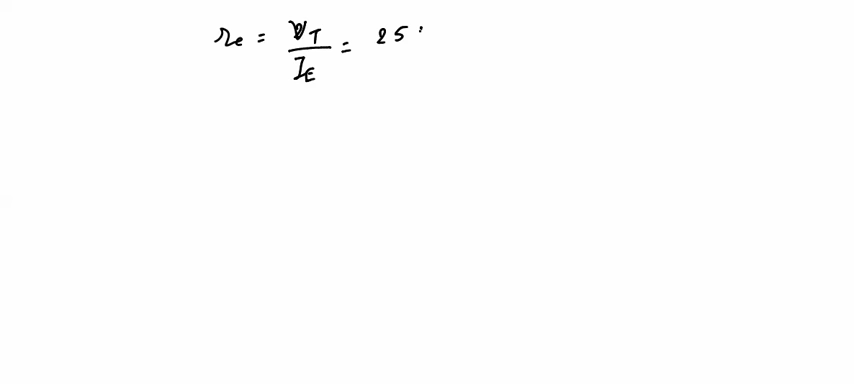 re = VT / IE = 25